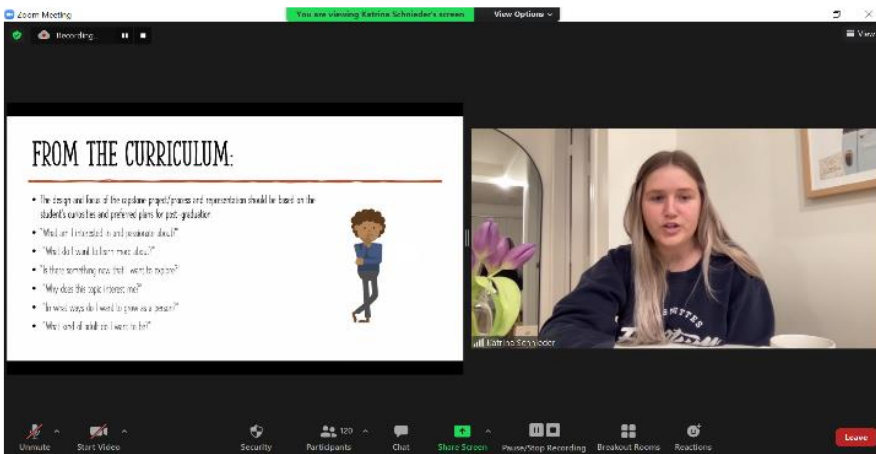 Zoom Meeting
You are viewing Katrina Schnieder's screen
View Options
Recording...
View
FROM THE CURRICULUM:
• The design and focus of the capstone project/process and representation should be based on the
student's curiosities and preferred plans for post-graduation
• "What am I interested in and passionate about?"
• "What do I want to learn more about?"
• "Is there something new that I want to explore?"
• "Why does this topic interest me?"
• "In what ways do I want to grow as a person?"
• "What kind of adult do I want to be?"
Katrina Schnieder
Unmute
Start Video
Security
120
Participants
Chat
Share Screen
Pause/Stop Recording
Breakout Rooms
Reactions
Leave